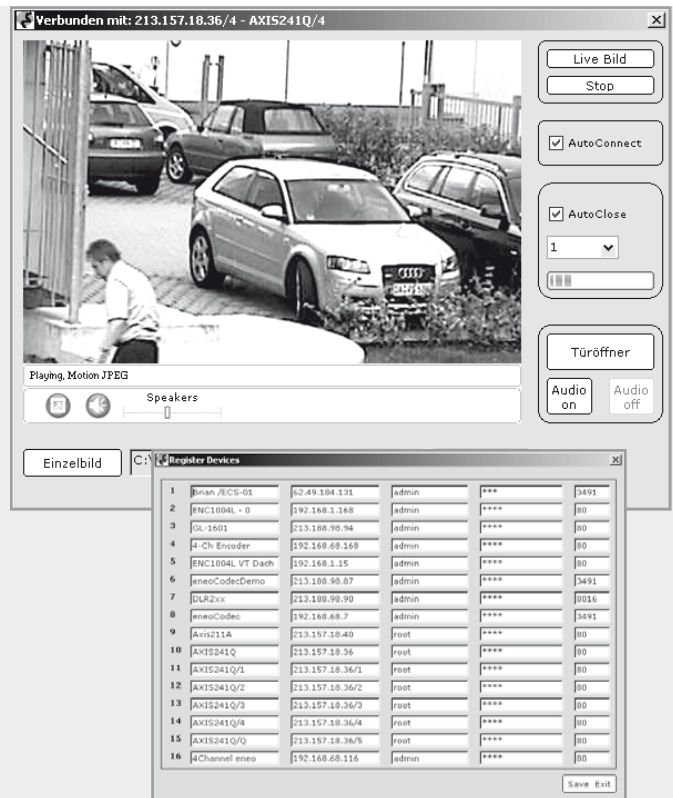 Verbunden mit: 213.157.18.36/4 - AXIS241Q/4
Live Bild
Stop
AutoConnect
AutoClose
1
Türöffner
Audio on
Audio off
Playing, Motion JPEG
Speakers
Einzelbild
C:\
Register Devices
1 Brian /ECS-01 62.49.184.131 admin *** 3491
2 ENC1004L - 0 192.168.1.168 admin **** 80
3 GL-1601 213.188.98.94 admin **** 80
4 4-Ch Encoder 192.168.68.168 admin **** 80
5 ENC1004L VT Dach 192.168.1.15 admin **** 80
6 eneoCodecDemo 213.188.98.87 admin **** 3491
7 DLR2xx 213.188.98.90 admin **** 8016
8 eneoCodec 192.168.68.7 admin **** 3491
9 Axis211A 213.157.18.40 root **** 80
10 AXIS241Q 213.157.18.36 root **** 80
11 AXIS241Q/1 213.157.18.36/1 root **** 80
12 AXIS241Q/2 213.157.18.36/2 root **** 80
13 AXIS241Q/3 213.157.18.36/3 root **** 80
14 AXIS241Q/4 213.157.18.36/4 root **** 80
15 AXIS241Q/Q 213.157.18.36/5 root **** 80
16 4Channel eneo 192.168.68.116 admin **** 80
Save Exit